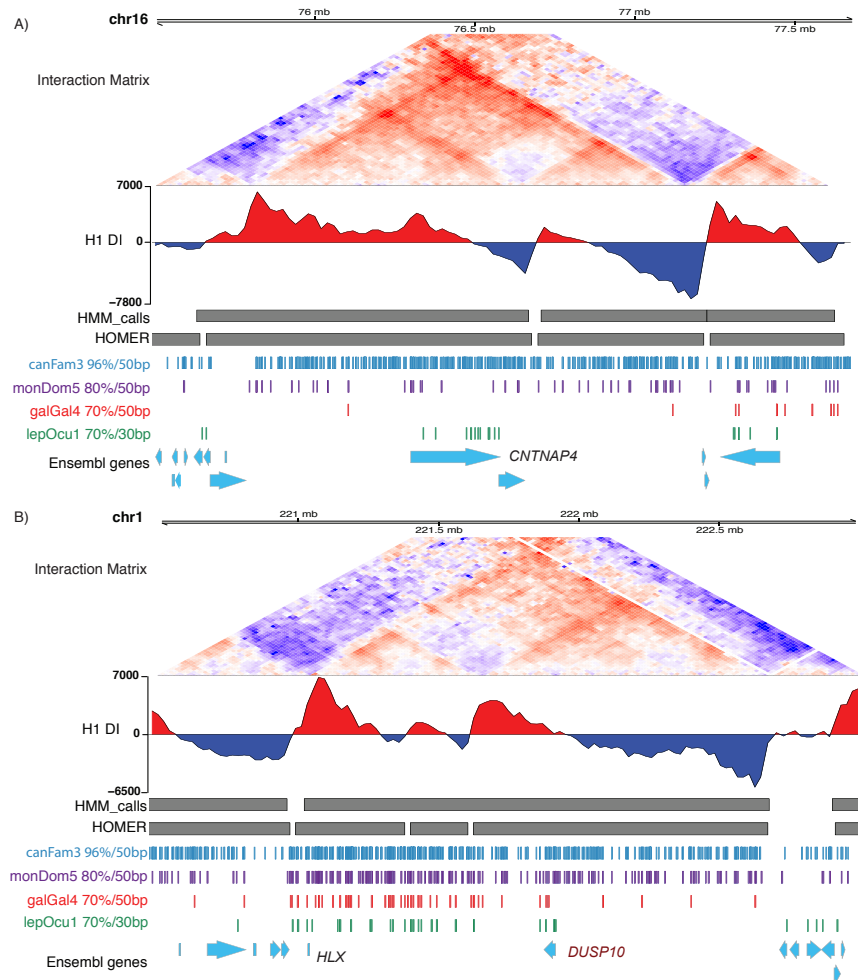 A)
chr16
76 mb
76.5 mb
77 mb
77.5 mb
Interaction Matrix
7000
H1 DI
0
−7800
HMM_calls
HOMER
canFam3 96%/50bp
monDom5 80%/50bp
galGal4 70%/50bp
lepOcu1 70%/30bp
Ensembl genes
CNTNAP4
B)
chr1
221 mb
221.5 mb
222 mb
222.5 mb
Interaction Matrix
7000
H1 DI
0
−6500
HMM_calls
HOMER
canFam3 96%/50bp
monDom5 80%/50bp
galGal4 70%/50bp
lepOcu1 70%/30bp
Ensembl genes
HLX
DUSP10